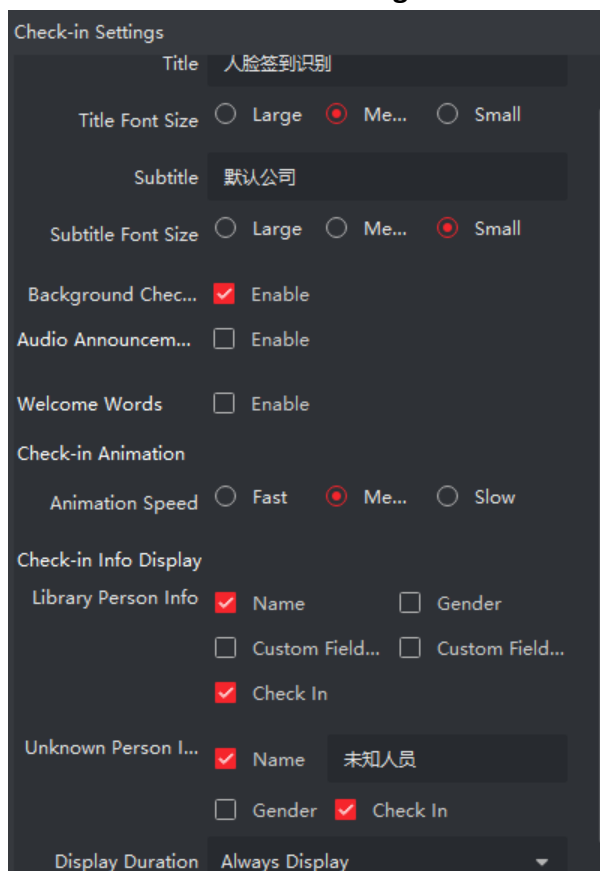 Check-in Settings
Title 人脸签到识别
Title Font Size Large Me... Small
Subtitle 默认公司
Subtitle Font Size Large Me... Small
Background Chec... Enable
Audio Announcem... Enable
Welcome Words Enable
Check-in Animation
Animation Speed Fast Me... Slow
Check-in Info Display
Library Person Info Name Gender
Custom Field... Custom Field...
Check In
Unknown Person I... Name 未知人员
Gender Check In
Display Duration Always Display